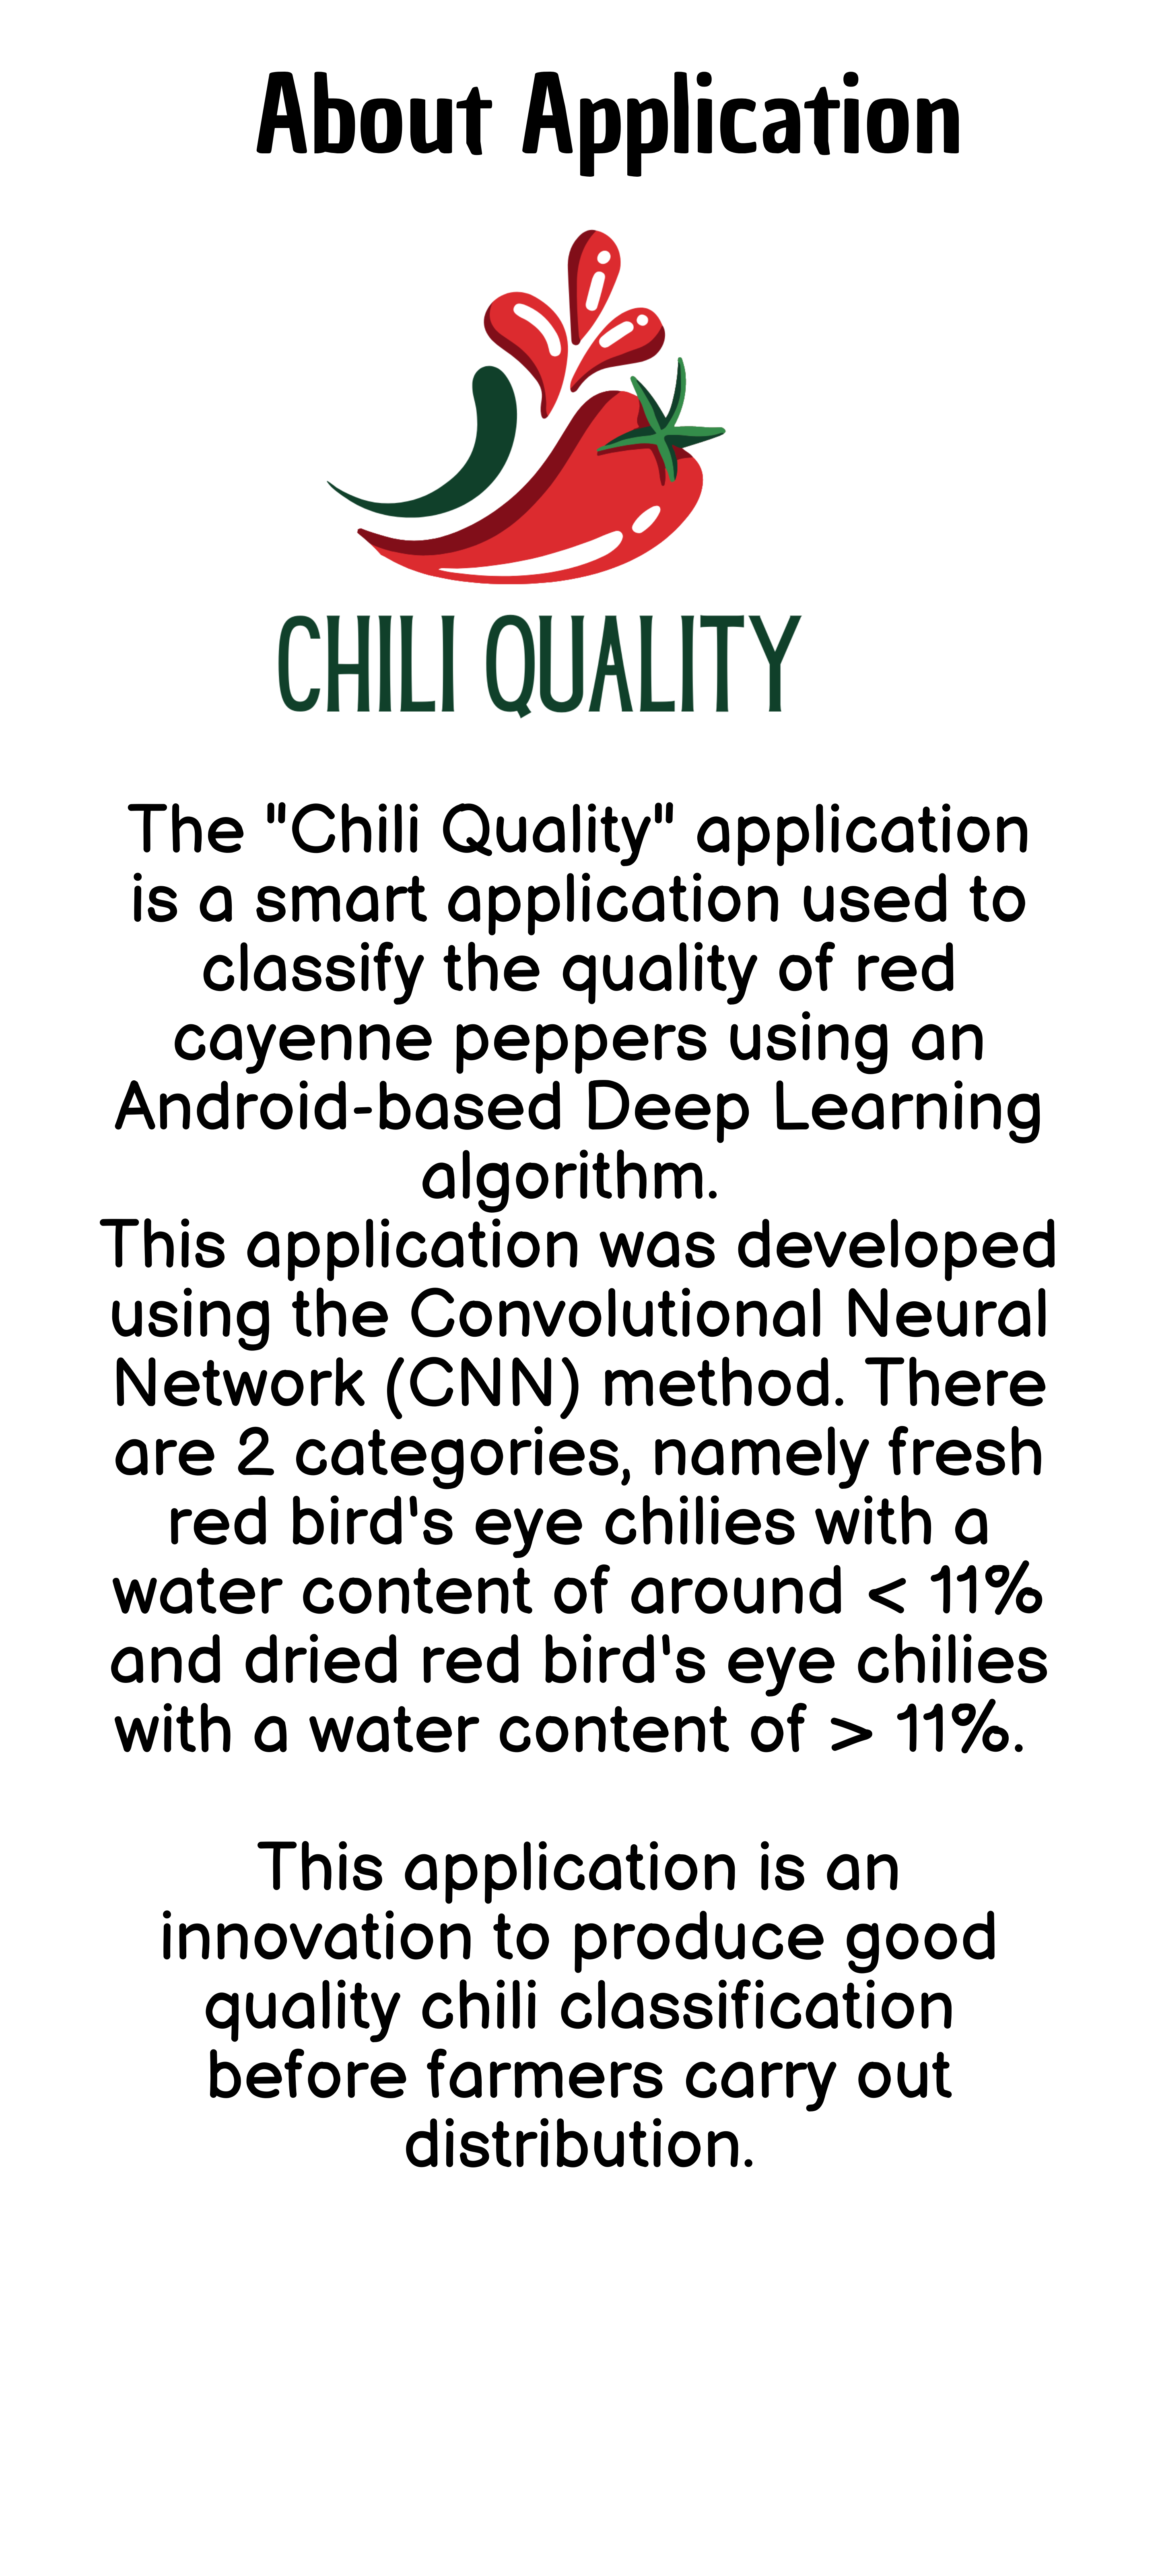 About Application
CHILI QUALITY
The "Chili Quality" application
is a smart application used to
classify the quality of red
cayenne peppers using an
Android-based Deep Learning
algorithm.
This application was developed
using the Convolutional Neural
Network (CNN) method. There
are 2 categories, namely fresh
red bird's eye chilies with a
water content of around < 11%
and dried red bird's eye chilies
with a water content of > 11%.
This application is an
innovation to produce good
quality chili classification
before farmers carry out
distribution.